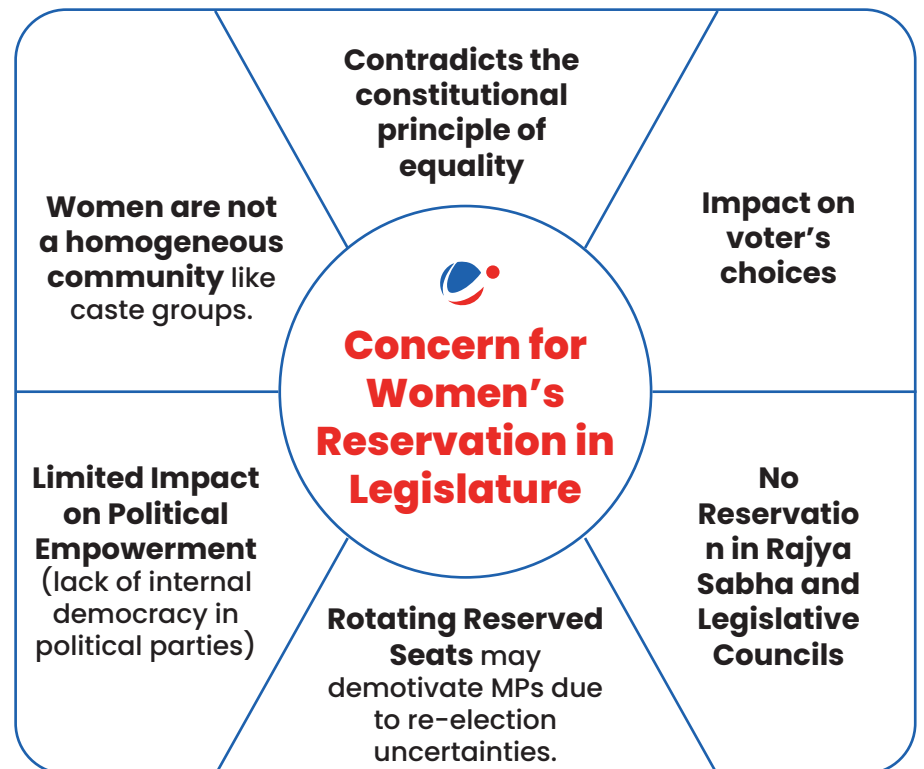 Contradicts the
constitutional
principle of
equality
Women are not
a homogeneous
community like
caste groups.
Impact on
voter's
choices
Concern for
Women's
Reservation in
Legislature
Limited Impact
on Political
Empowerment
(lack of internal
democracy in
political parties)
No
Reservatio
n in Rajya
Sabha and
Legislative
Councils
Rotating Reserved
Seats may
demotivate MPs due
to re-election
uncertainties.